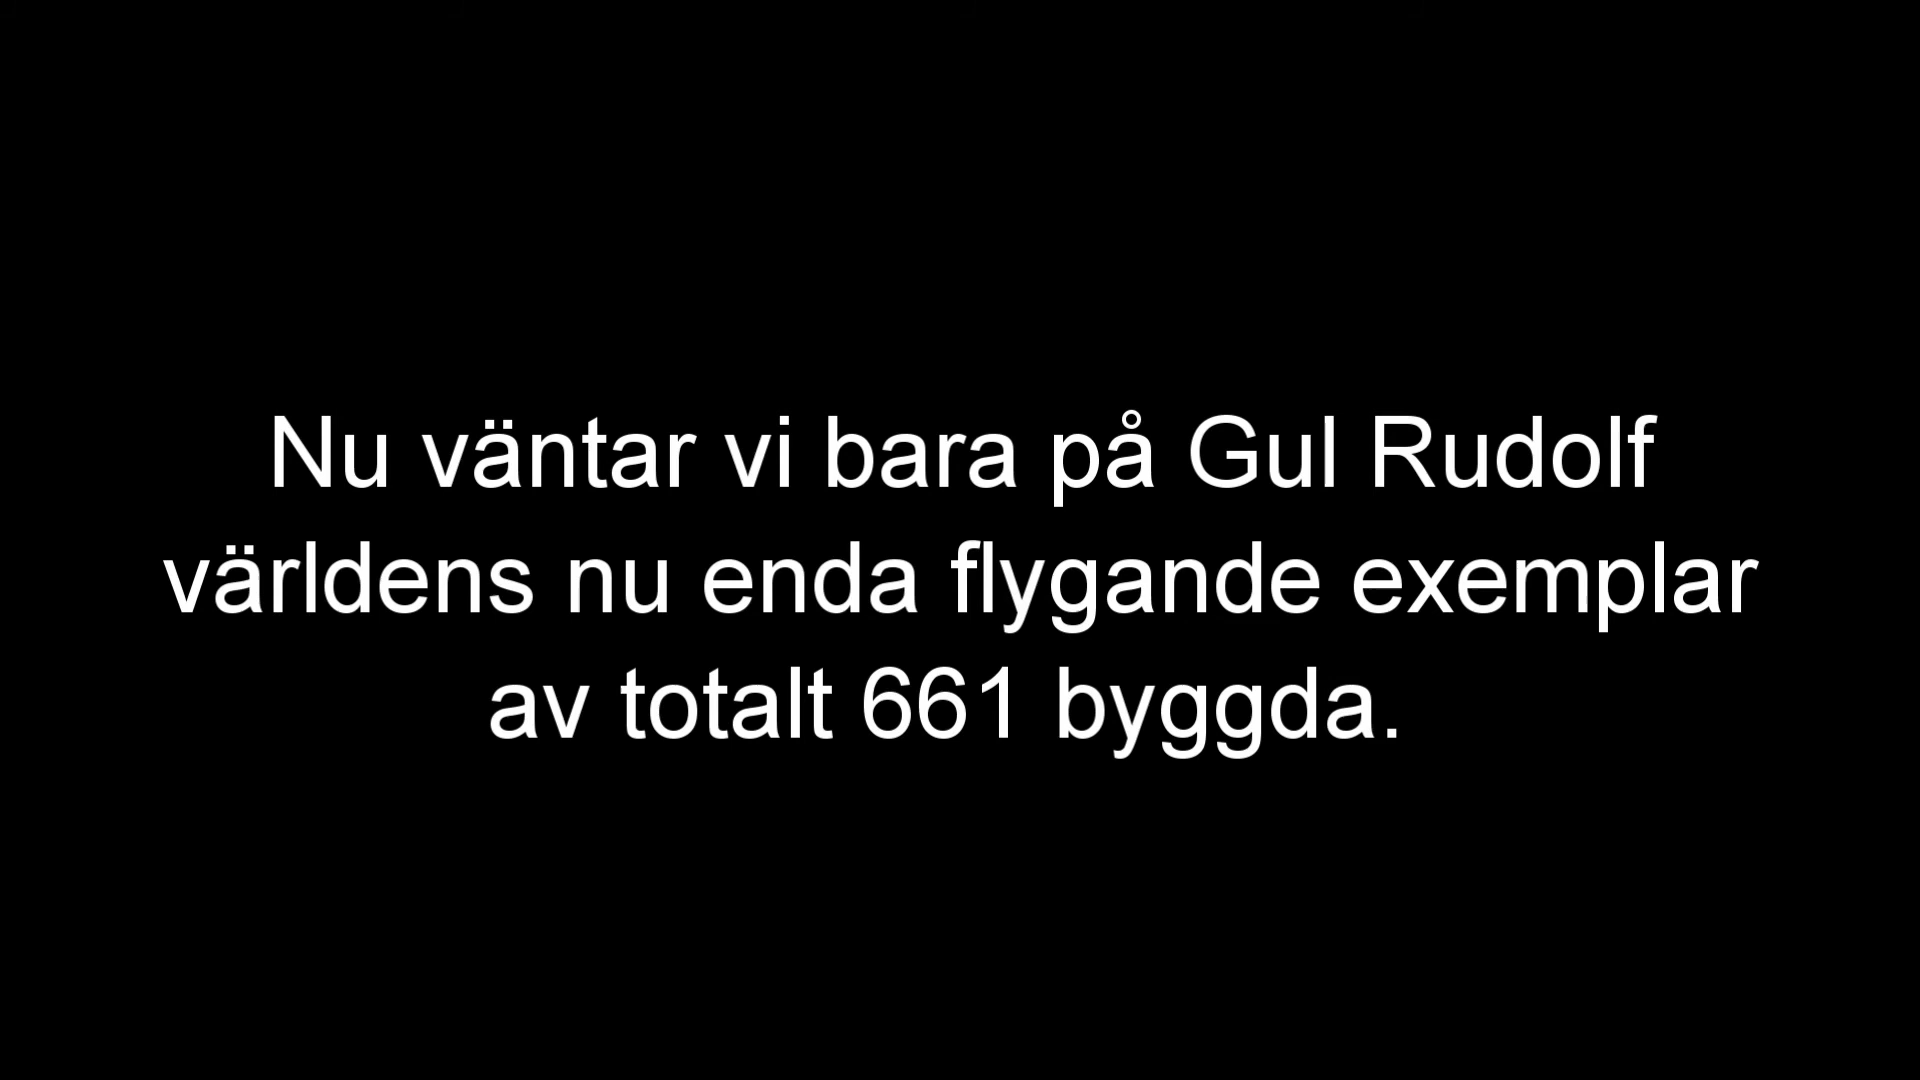 Nu väntar vi bara på Gul Rudolf
världens nu enda flygande exemplar
av totalt 661 byggda.